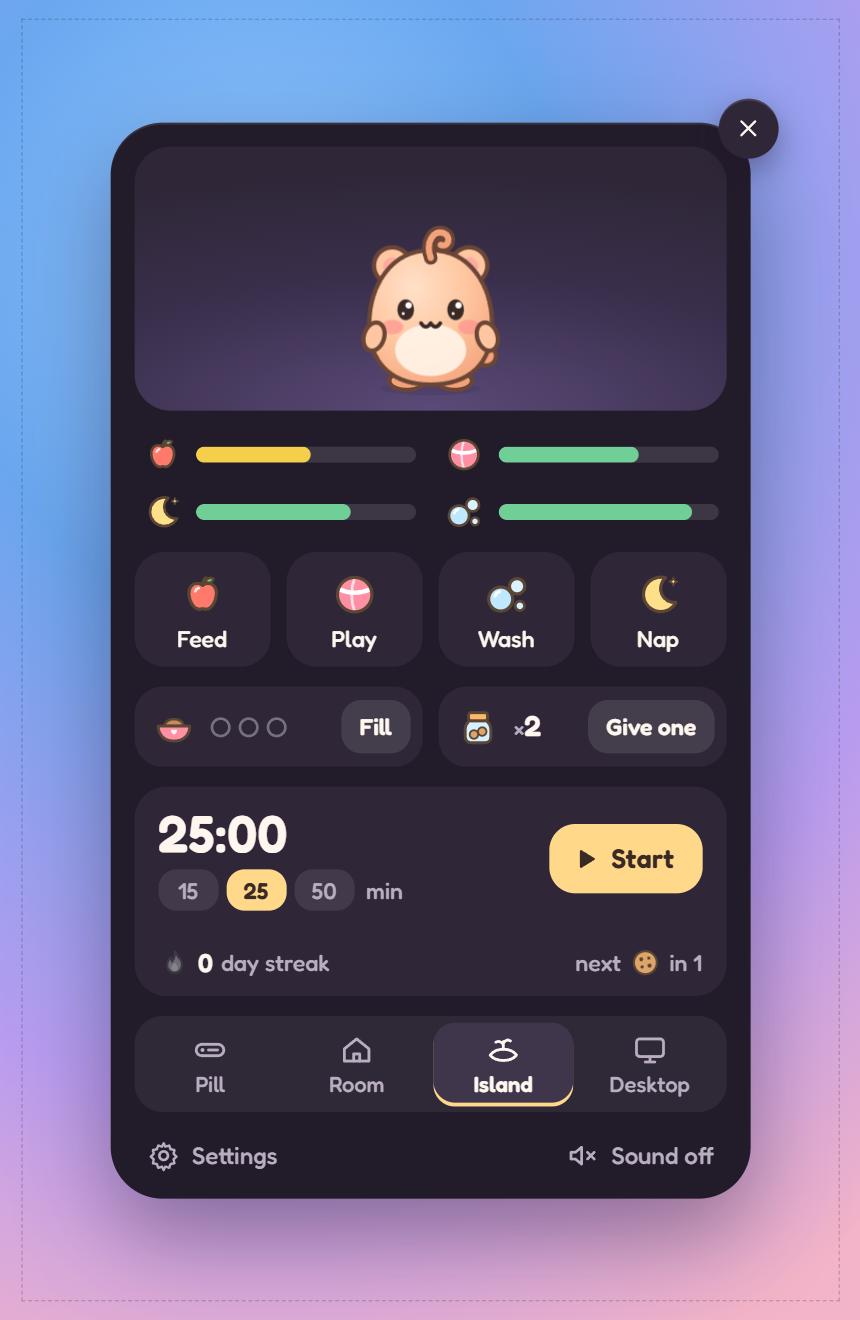 Feed Play Wash Nap
Fill ×2 Give one
25:00
Start
15 25 50 min
0 day streak next in 1
Pill Room Island Desktop
Settings Sound off